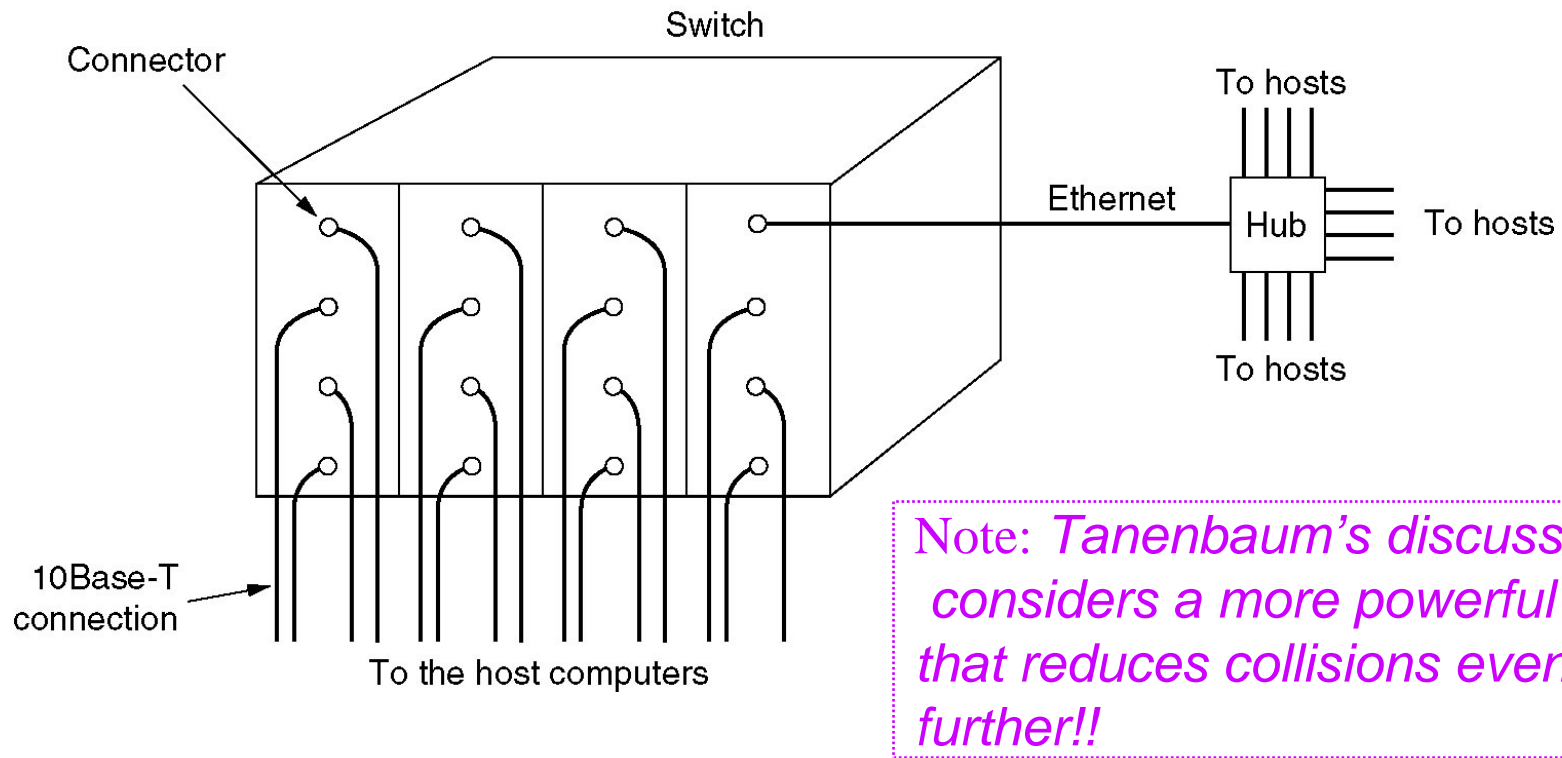 Switch
Connector
To hosts
Ethernet
Hub
To hosts
To hosts
10Base-T
connection
To the host computers
Note: Tanenbaum's discuss
considers a more powerful
that reduces collisions even
further!!